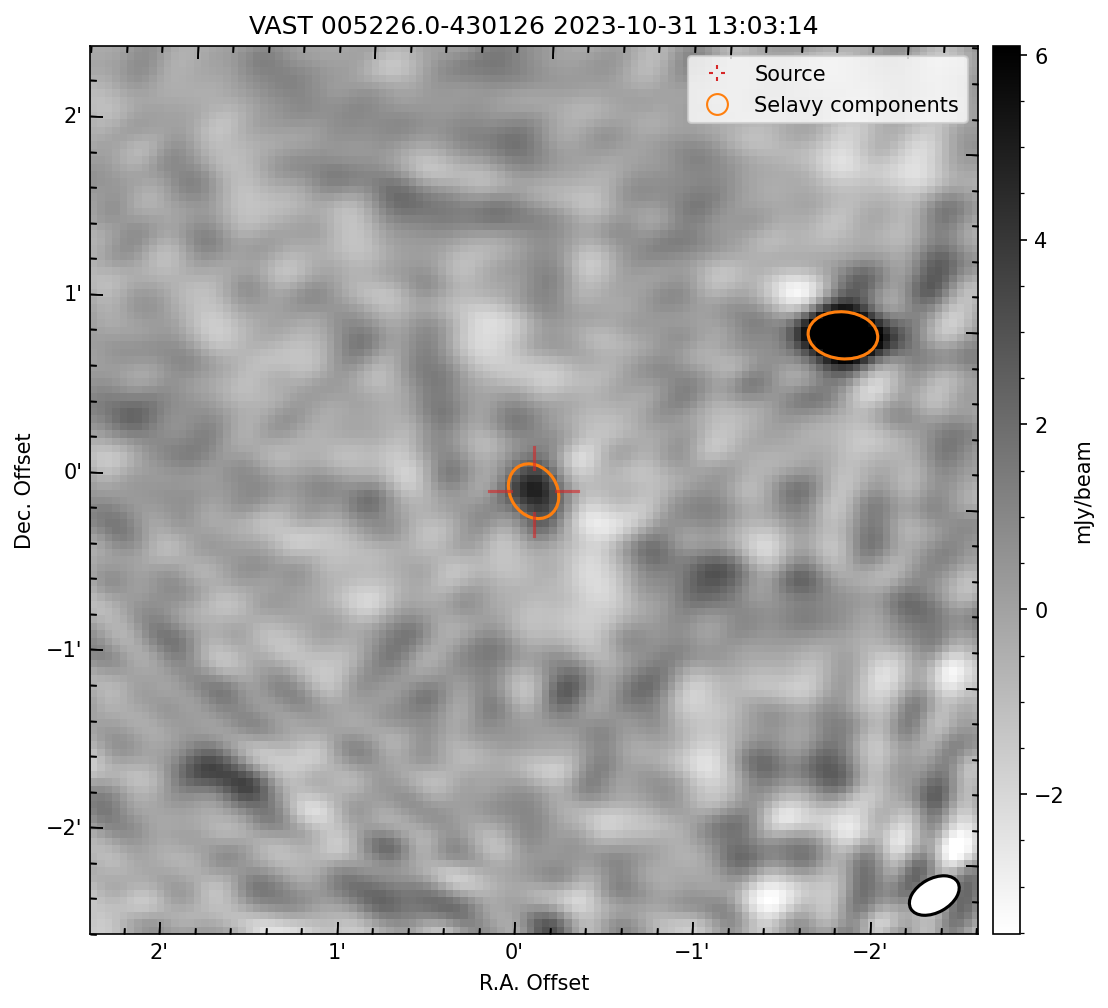 VAST 005226.0-430126 2023-10-31 13:03:14
Source
Selavy components
6
4
2
0
−2
mJy/beam
2'
1'
0'
−1'
−2'
Dec. Offset
2'
1'
0'
−1'
−2'
R.A. Offset